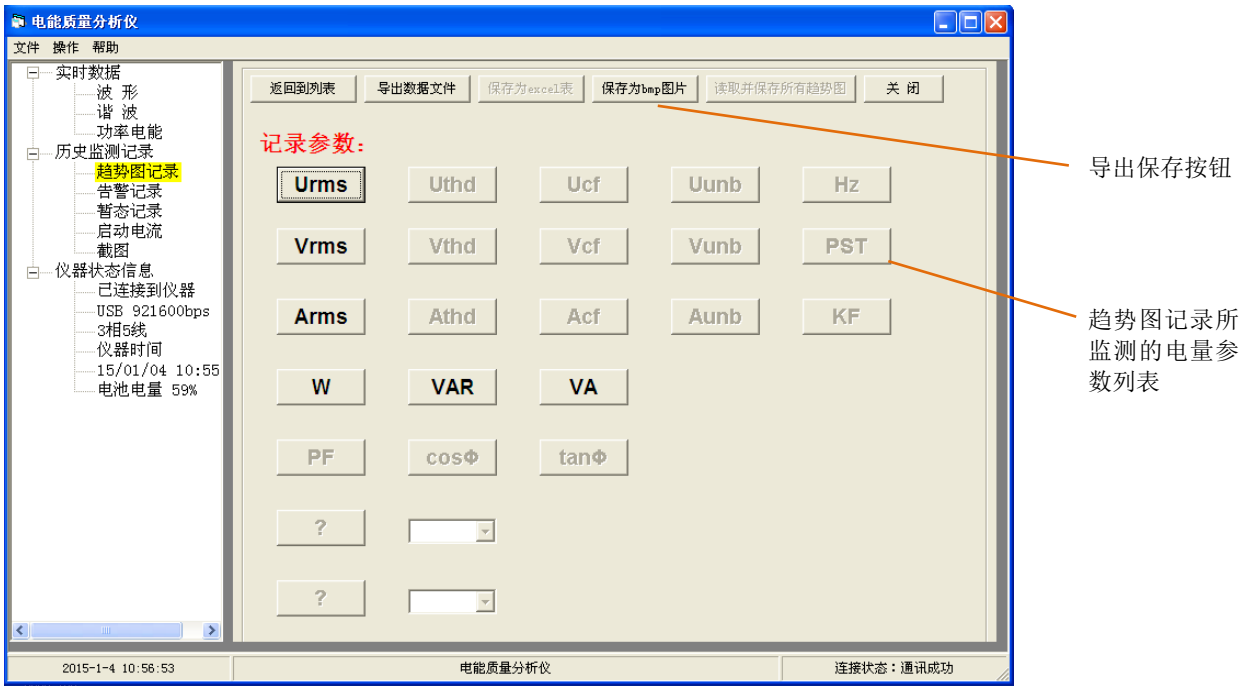 电能质量分析仪
文件 操作 帮助
实时数据
波 形
谐 波
功率电能
历史监测记录
趋势图记录
告警记录
暂态记录
启动电流
截图
仪器状态信息
已连接到仪器
USB 921600bps
3相5线
仪器时间
15/01/04 10:55
电池电量 59%
返回到列表 导出数据文件 保存为excel表 保存为bmp图片 读取并保存所有趋势图 关 闭
记录参数:
Urms Uthd Ucf Uunb Hz
Vrms Vthd Vcf Vunb PST
Arms Athd Acf Aunb KF
W VAR VA
PF cosΦ tanΦ
?
?
2015-1-4 10:56:53 电能质量分析仪 连接状态：通讯成功
导出保存按钮
趋势图记录所
监测的电量参
数列表